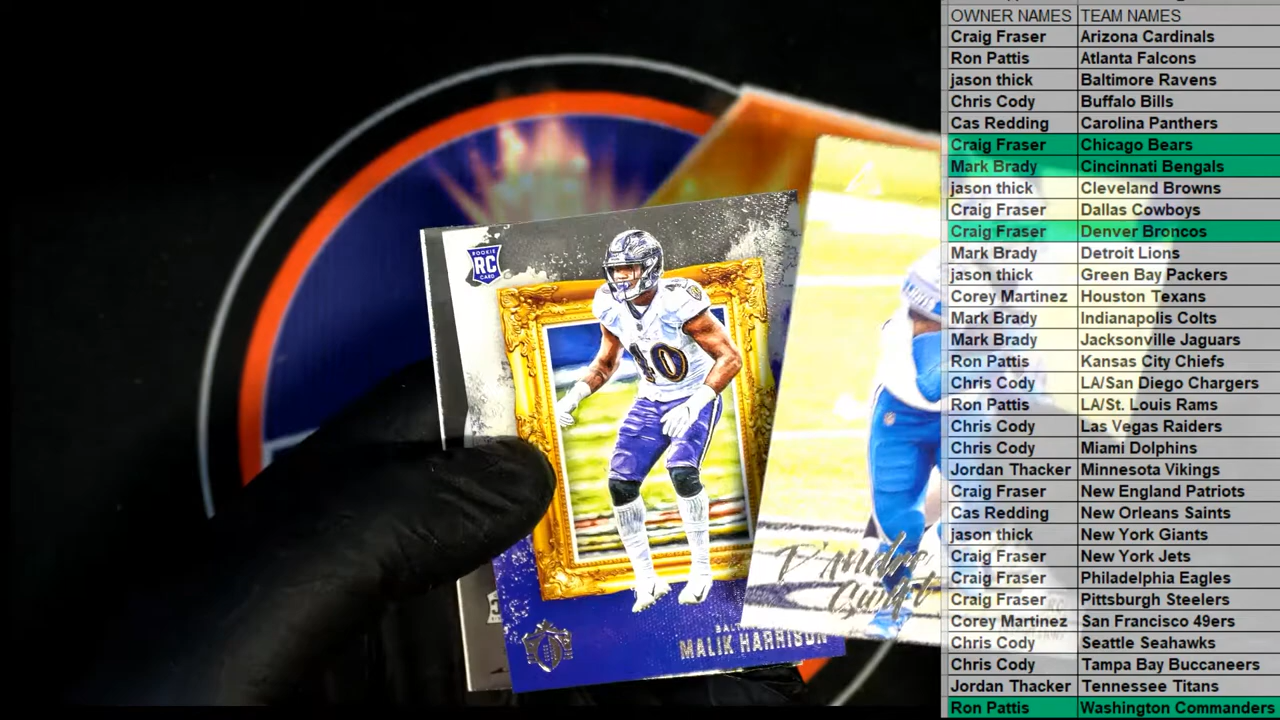 OWNER NAMES TEAM NAMES
Craig Fraser Arizona Cardinals
Ron Pattis Atlanta Falcons
jason thick Baltimore Ravens
Chris Cody Buffalo Bills
Cas Redding Carolina Panthers
Craig Fraser Chicago Bears
Mark Brady Cincinnati Bengals
jason thick Cleveland Browns
Craig Fraser Dallas Cowboys
Craig Fraser Denver Broncos
Mark Brady Detroit Lions
jason thick Green Bay Packers
Corey Martinez Houston Texans
Mark Brady Indianapolis Colts
Mark Brady Jacksonville Jaguars
Ron Pattis Kansas City Chiefs
Chris Cody LA/San Diego Chargers
Ron Pattis LA/St. Louis Rams
Chris Cody Las Vegas Raiders
Chris Cody Miami Dolphins
Jordan Thacker Minnesota Vikings
Craig Fraser New England Patriots
Cas Redding New Orleans Saints
jason thick New York Giants
Craig Fraser New York Jets
Craig Fraser Philadelphia Eagles
Craig Fraser Pittsburgh Steelers
Corey Martinez San Francisco 49ers
Chris Cody Seattle Seahawks
Chris Cody Tampa Bay Buccaneers
Jordan Thacker Tennessee Titans
Ron Pattis Washington Commanders
ROOKIE
RC
CARD
40
MALIK HARRISON
D'Andre
Swift